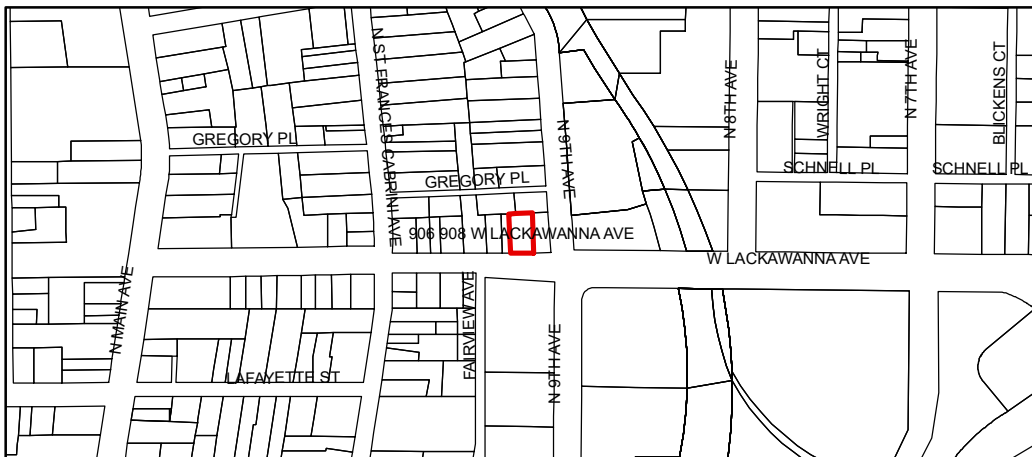 N ST FRANCES CABRINI AVE
N 8TH AVE
WRIGHT CT
N 7TH AVE
BLICKENS CT
GREGORY PL
N 9TH AVE
GREGORY PL
SCHNELL PL
SCHNELL PL
906 908 W LACKAWANNA AVE
W LACKAWANNA AVE
N MAIN AVE
FAIRVIEW AVE
N 9TH AVE
LAFAYETTE ST